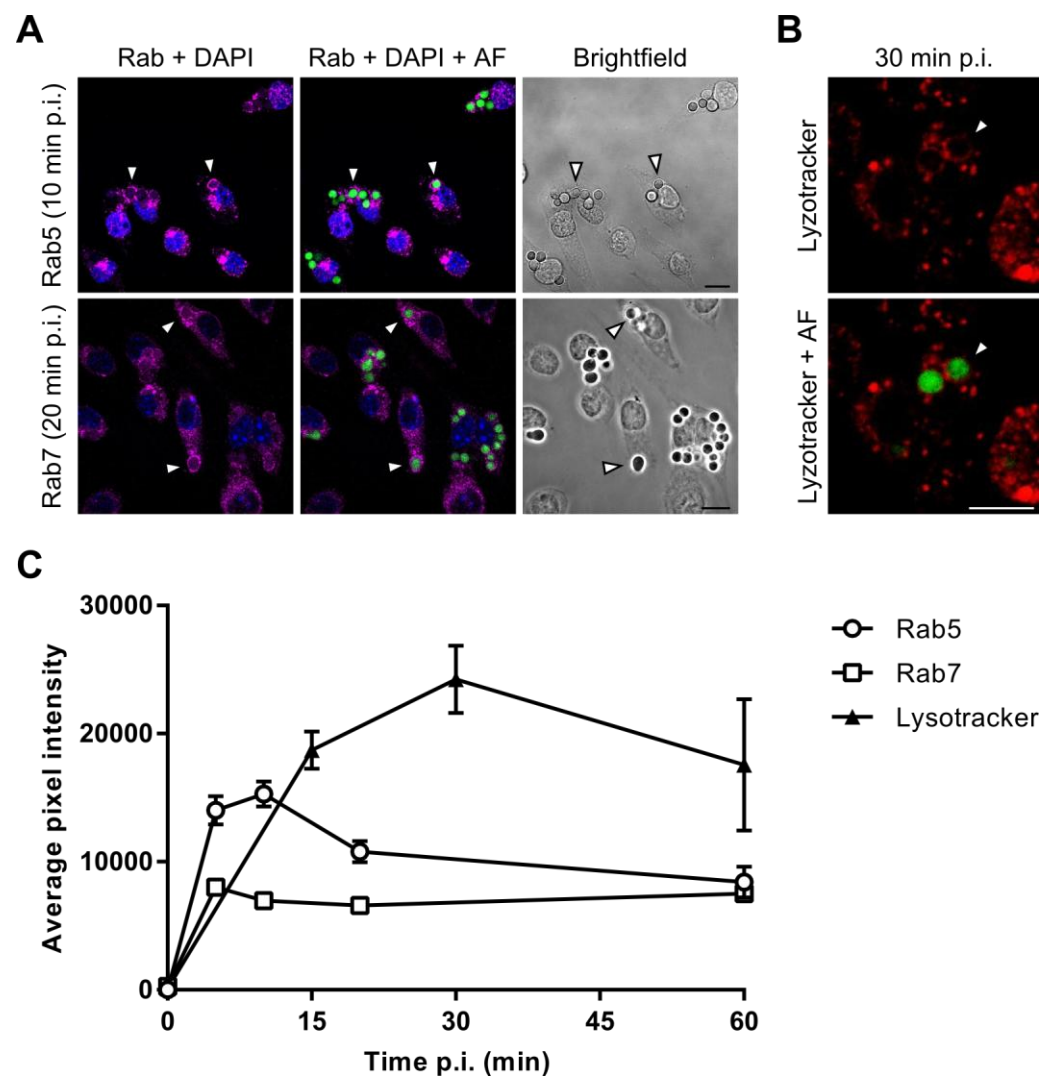 A
B
Rab + DAPI
Rab + DAPI + AF
Brightfield
30 min p.i.
Rab5 (10 min p.i.)
Rab7 (20 min p.i.)
Lyzotracker
Lyzotracker + AF
C
Average pixel intensity
30000
20000
10000
0
0
15
30
45
60
Time p.i. (min)
Rab5
Rab7
Lysotracker